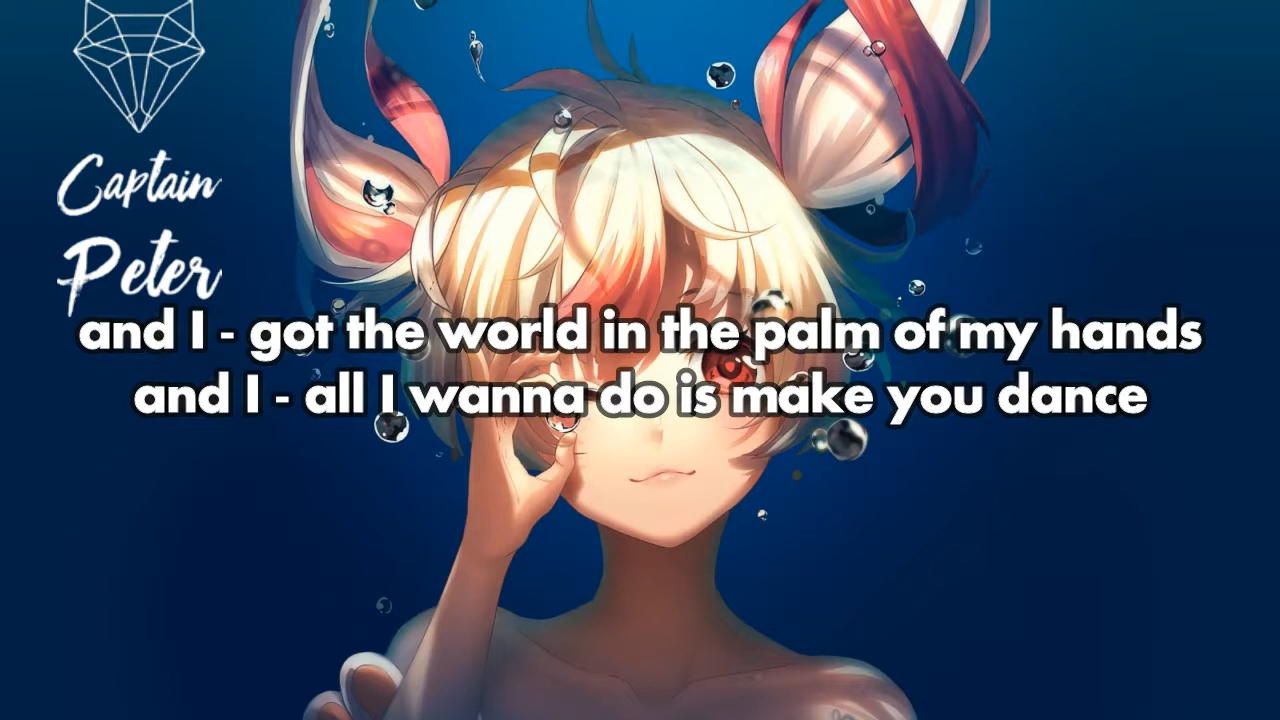 Captain
Peter
and I - got the world in the palm of my hands
and I - all I wanna do is make you dance